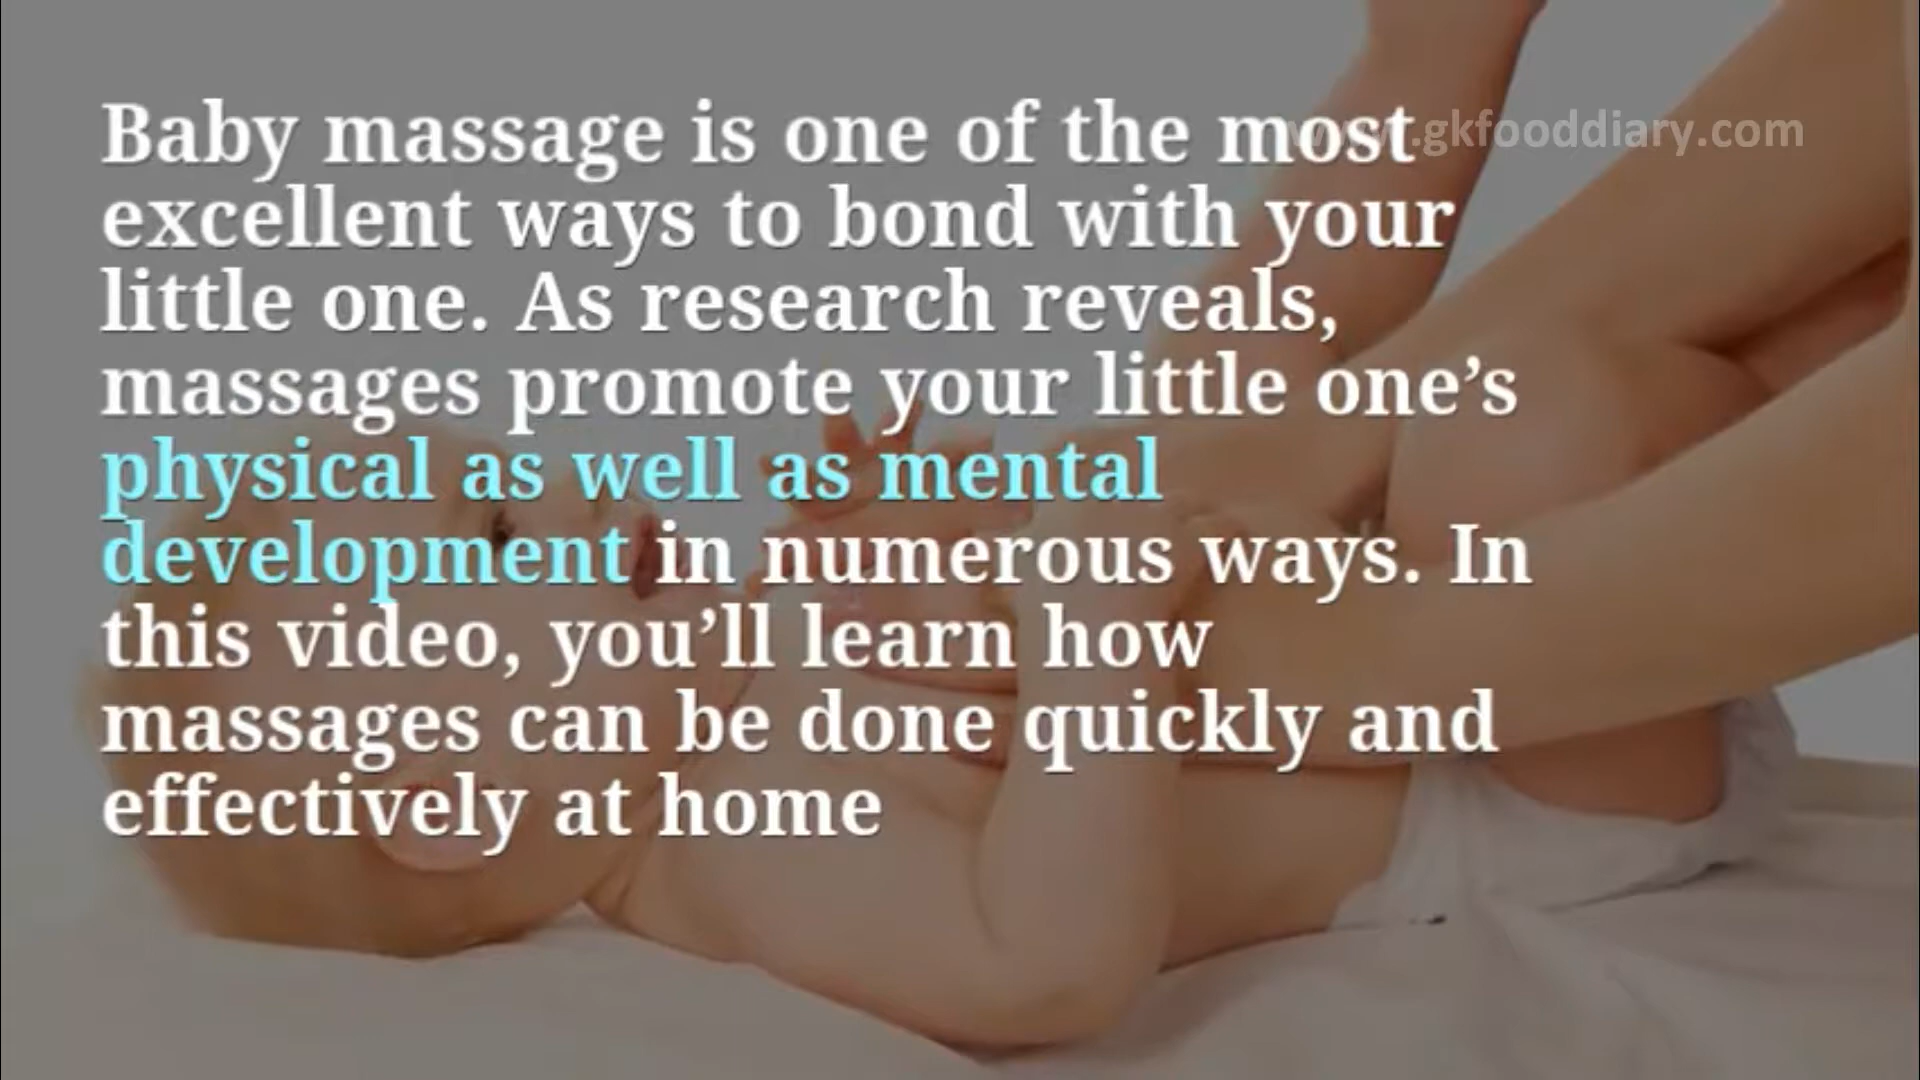 Baby massage is one of the most
www.gkfooddiary.com
excellent ways to bond with your
little one. As research reveals,
massages promote your little one’s
physical as well as mental
development in numerous ways. In
this video, you’ll learn how
massages can be done quickly and
effectively at home